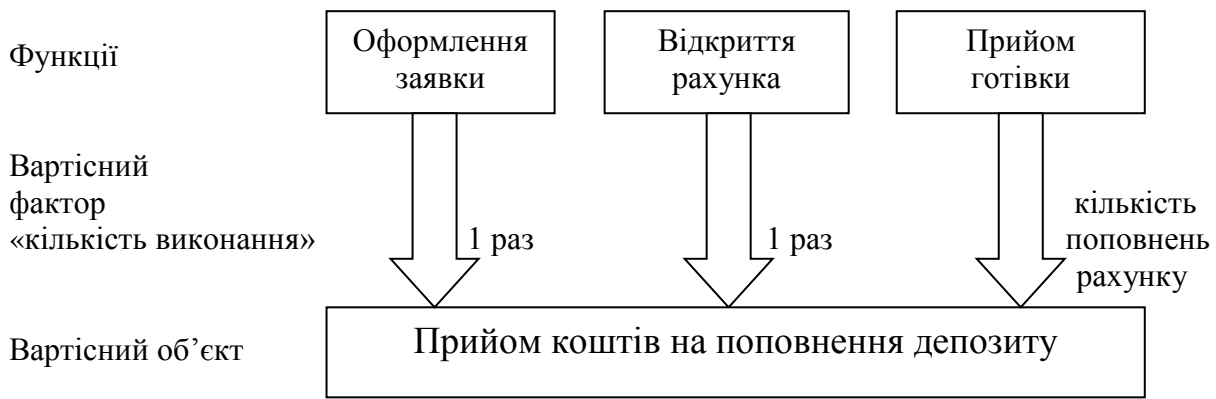 Функції
Оформлення
заявки
Відкриття
рахунка
Прийом
готівки
Вартісний
фактор
«кількість виконання»
1 раз
1 раз
кількість
поповнень
рахунку
Вартісний об’єкт
Прийом коштів на поповнення депозиту